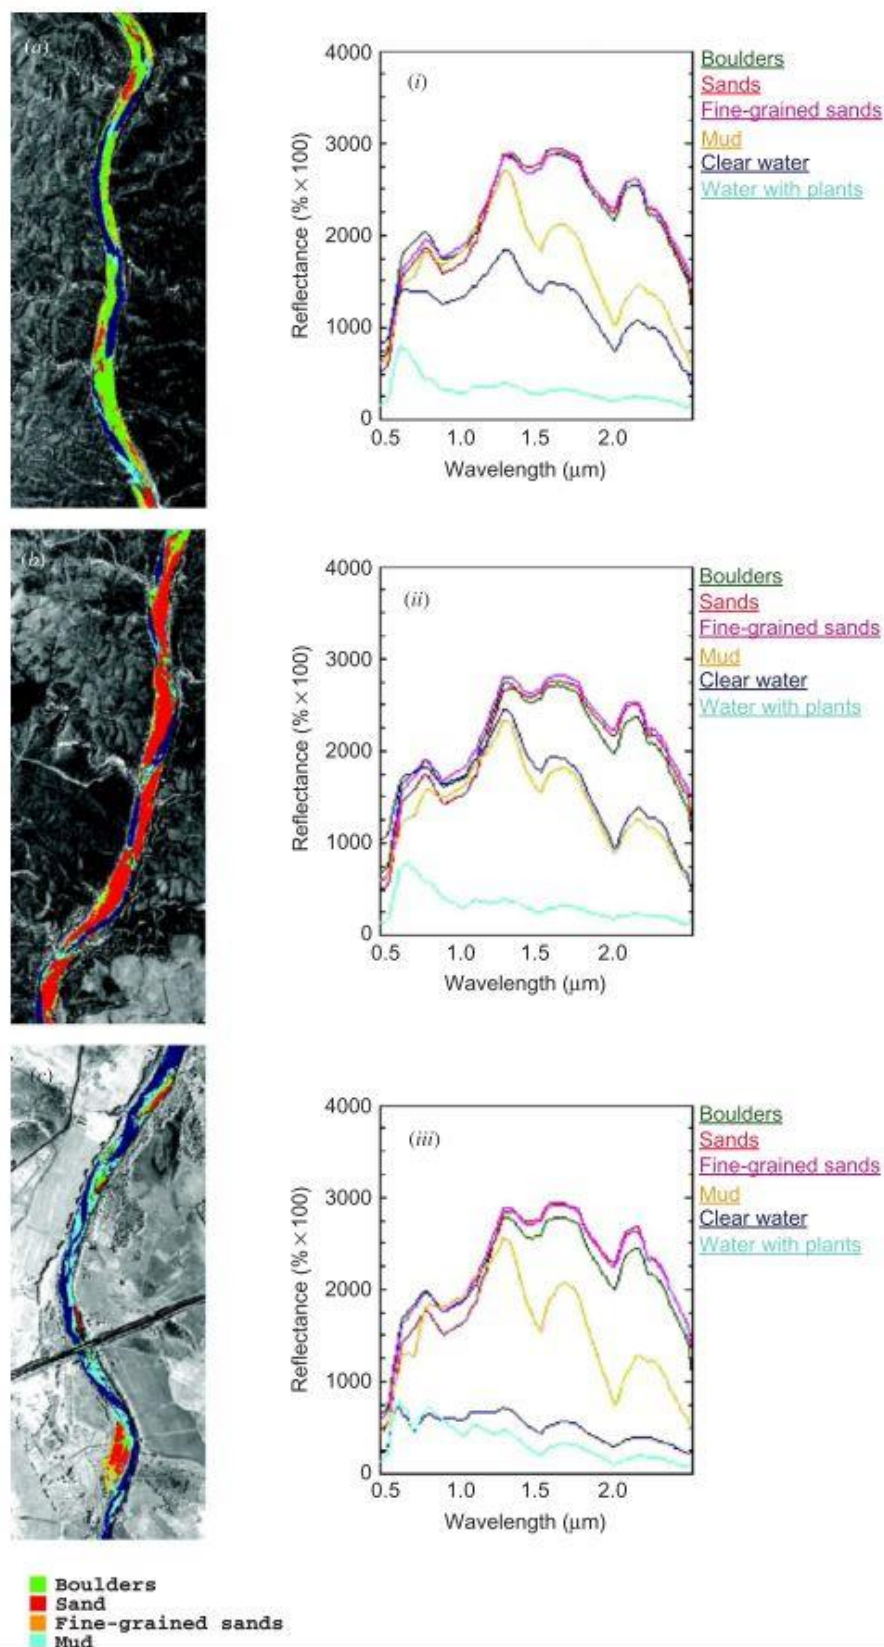 (a)
(i)
4000
3000
2000
1000
0
Reflectance (% × 100)
0.5 1.0 1.5 2.0
Wavelength (μm)
Boulders
Sands
Fine-grained sands
Mud
Clear water
Water with plants
(b)
(ii)
4000
3000
2000
1000
0
Reflectance (% × 100)
0.5 1.0 1.5 2.0
Wavelength (μm)
Boulders
Sands
Fine-grained sands
Mud
Clear water
Water with plants
(c)
(iii)
4000
3000
2000
1000
0
Reflectance (% × 100)
0.5 1.0 1.5 2.0
Wavelength (μm)
Boulders
Sands
Fine-grained sands
Mud
Clear water
Water with plants
Boulders
Sand
Fine-grained sands
Mud